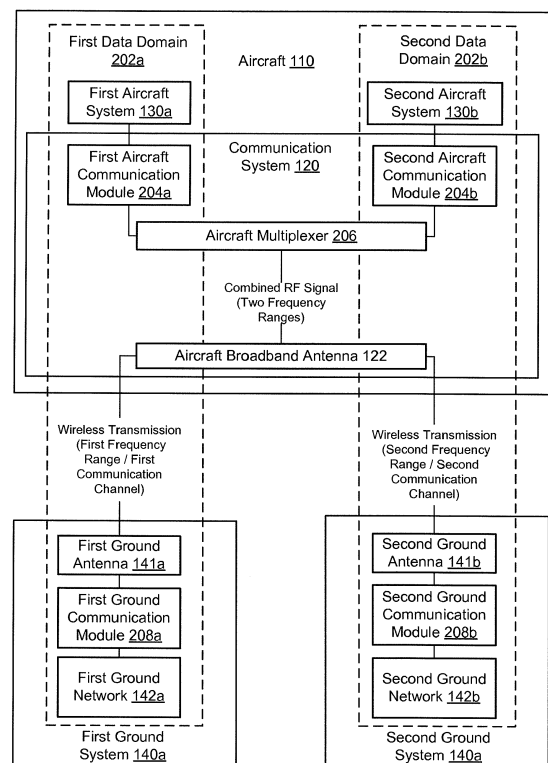 First Data Domain
202a
Aircraft 110
Second Data
Domain 202b
First Aircraft
System 130a
Second Aircraft
System 130b
First Aircraft
Communication
Module 204a
Communication
System 120
Second Aircraft
Communication
Module 204b
Aircraft Multiplexer 206
Combined RF Signal
(Two Frequency
Ranges)
Aircraft Broadband Antenna 122
Wireless Transmission
(First Frequency
Range / First
Communication
Channel)
Wireless Transmission
(Second Frequency
Range / Second
Communication
Channel)
First Ground
Antenna 141a
Second Ground
Antenna 141b
First Ground
Communication
Module 208a
Second Ground
Communication
Module 208b
First Ground
Network 142a
Second Ground
Network 142b
First Ground
System 140a
Second Ground
System 140a